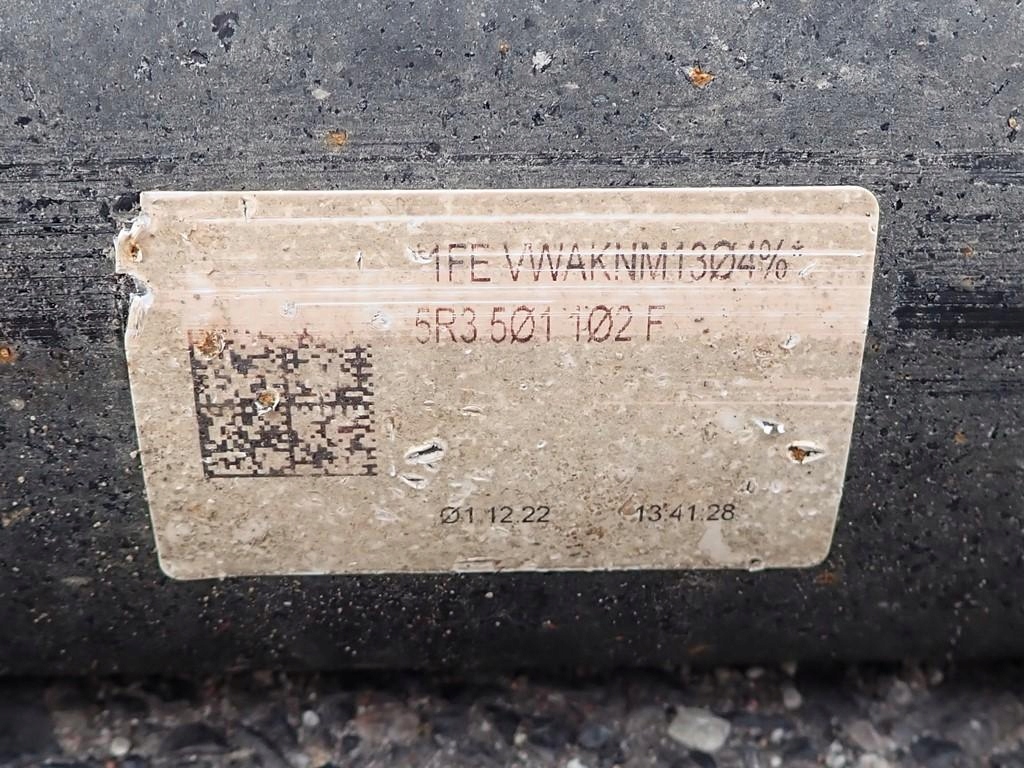 *1FE VWAKNM13Ø4%*
5R3 5Ø1 1Ø2 F
Ø1.12.22 13:41:28